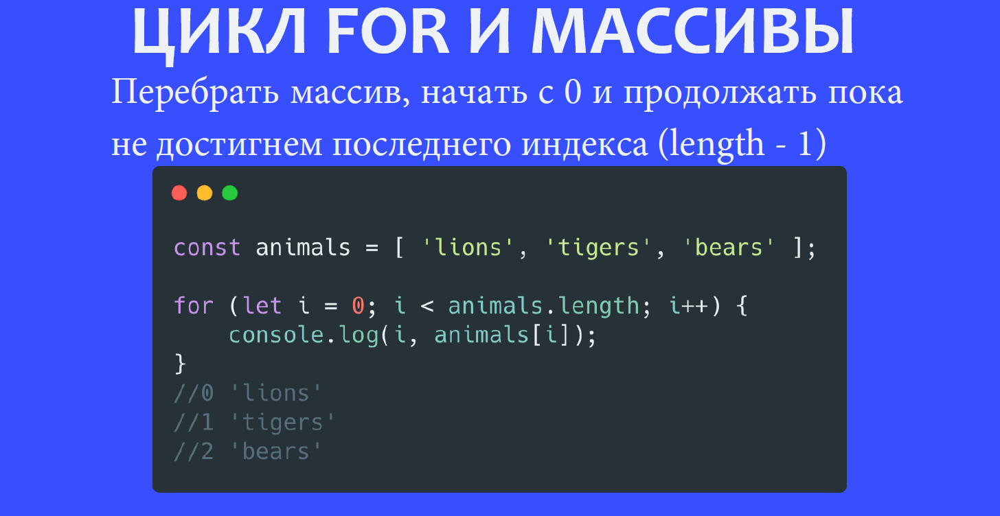 ЦИКЛ FOR И МАССИВЫ
Перебрать массив, начать с 0 и продолжать пока
не достигнем последнего индекса (length - 1)
const animals = [ 'lions', 'tigers', 'bears' ];
for (let i = 0; i < animals.length; i++) {
    console.log(i, animals[i]);
}
//0 'lions'
//1 'tigers'
//2 'bears'